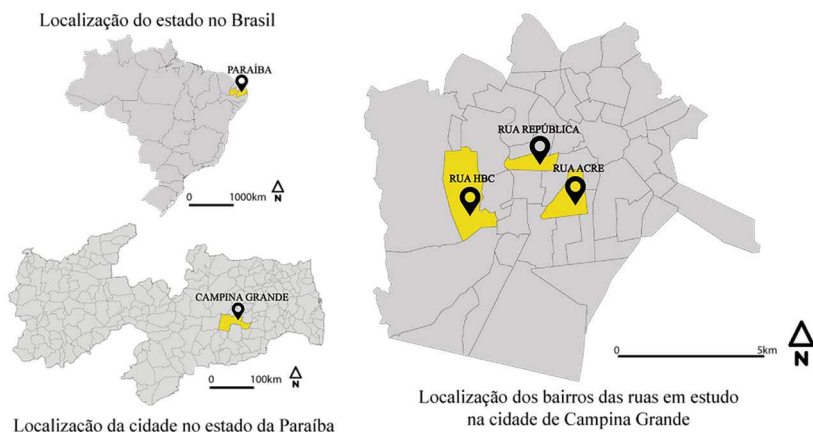 Localização do estado no Brasil
PARAÍBA
0 1000km
N
CAMPINA GRANDE
0 100km
N
Localização da cidade no estado da Paraíba
RUA REPÚBLICA
RUA HBC
RUA ACRE
0 5km
N
Localização dos bairros das ruas em estudo
na cidade de Campina Grande